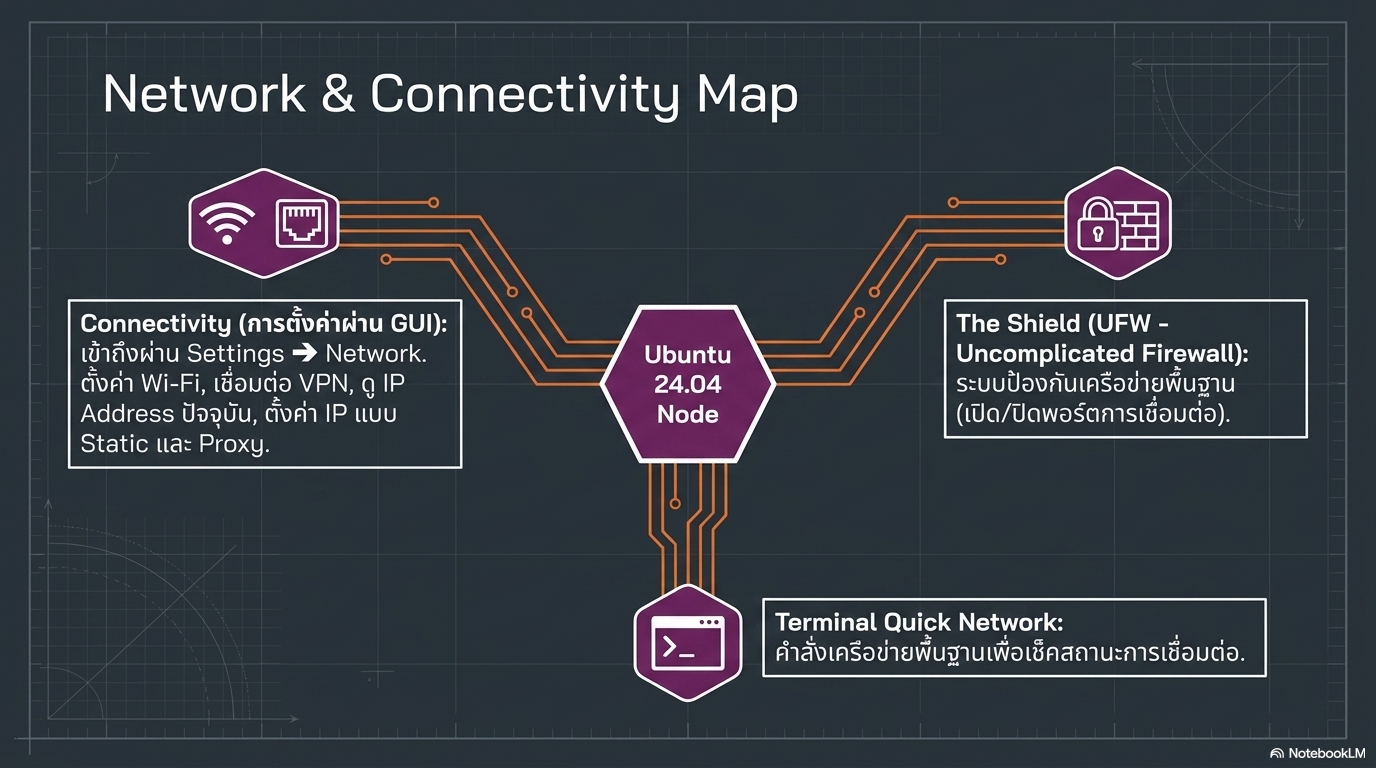 Network & Connectivity Map
Connectivity (การตั้งค่าผ่าน GUI):
เข้าถึงผ่าน Settings ➔ Network.
ตั้งค่า Wi-Fi, เชื่อมต่อ VPN, ดู IP
Address ปัจจุบัน, ตั้งค่า IP แบบ
Static และ Proxy.
Ubuntu
24.04
Node
The Shield (UFW -
Uncomplicated Firewall):
ระบบป้องกันเครือข่ายพื้นฐาน
(เปิด/ปิดพอร์ตการเชื่อมต่อ).
Terminal Quick Network:
คำสั่งเครือข่ายพื้นฐานเพื่อเช็คสถานะการเชื่อมต่อ.
NotebookLM